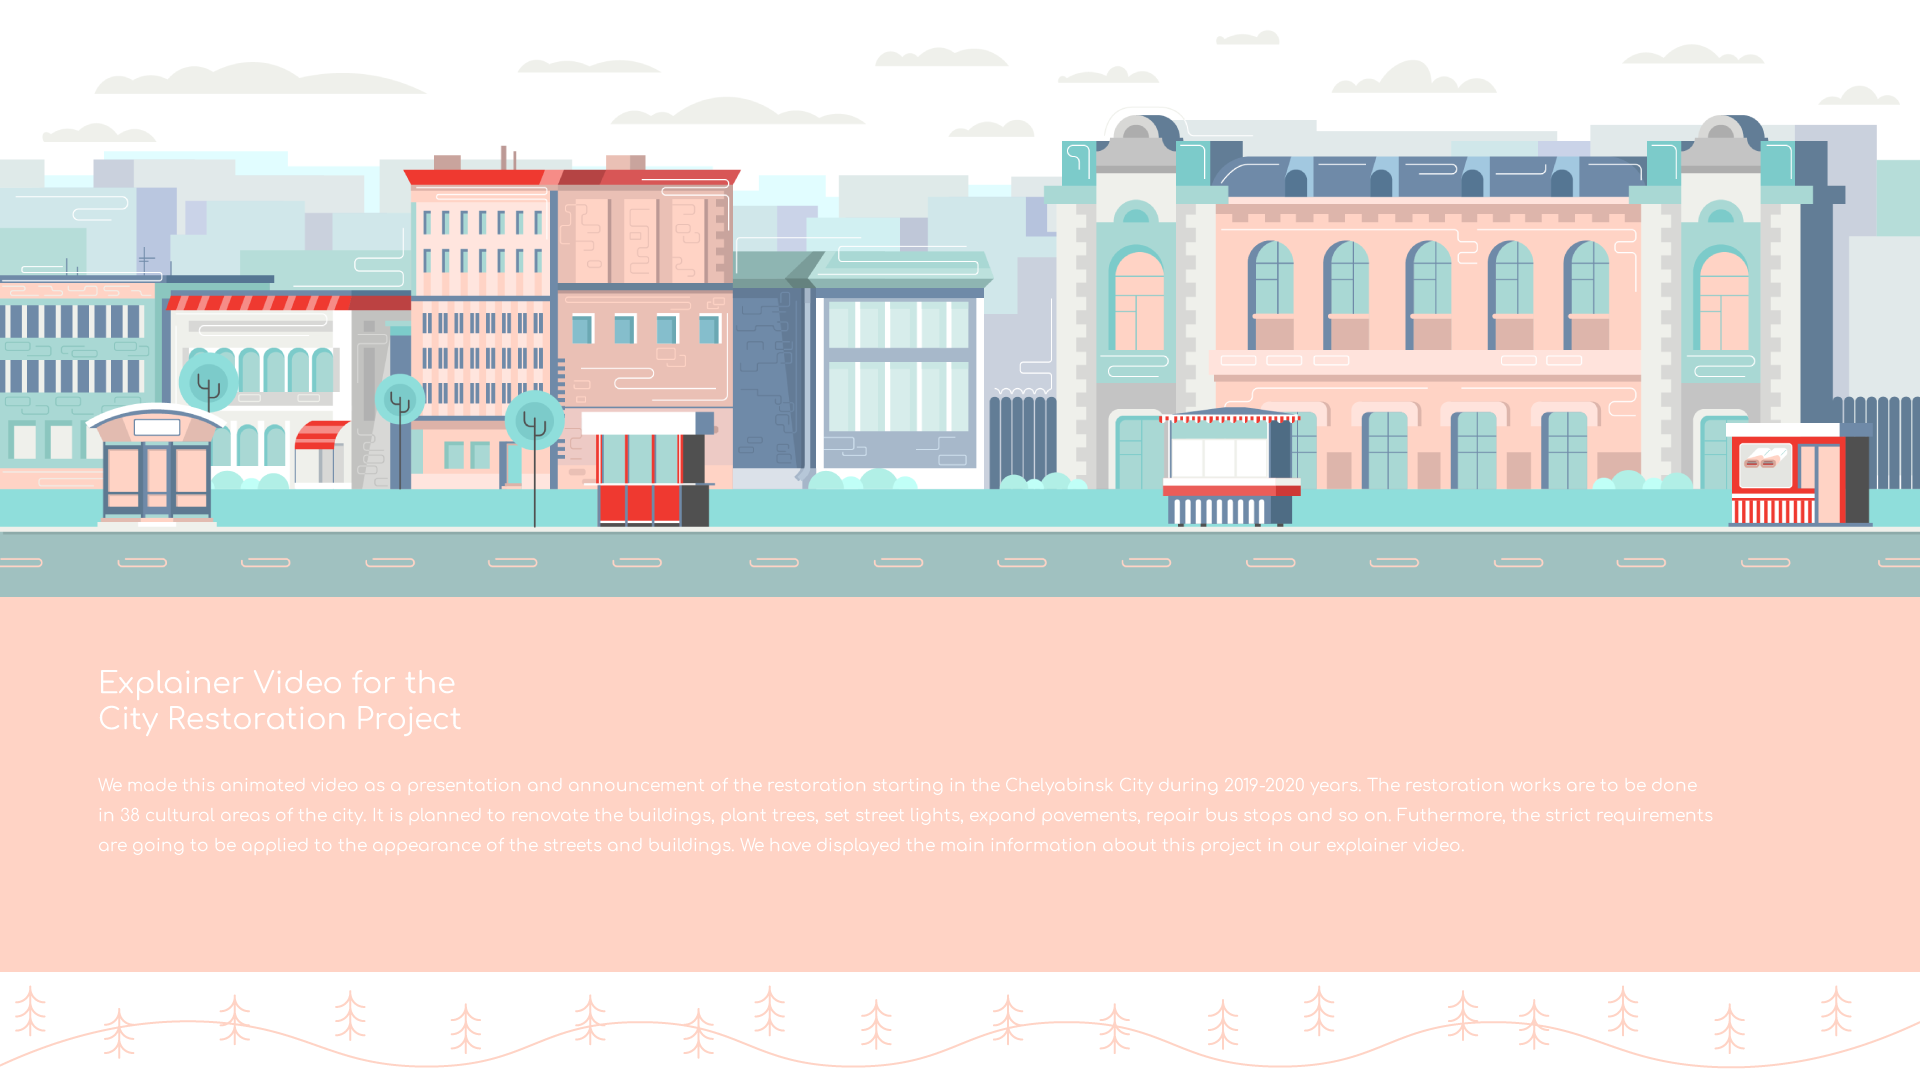 Explainer Video for the
City Restoration Project
We made this animated video as a presentation and announcement of the restoration starting in the Chelyabinsk City during 2019-2020 years. The restoration works are to be done
in 38 cultural areas of the city. It is planned to renovate the buildings, plant trees, set street lights, expand pavements, repair bus stops and so on. Futhermore, the strict requirements
are going to be applied to the appearance of the streets and buildings. We have displayed the main information about this project in our explainer video.